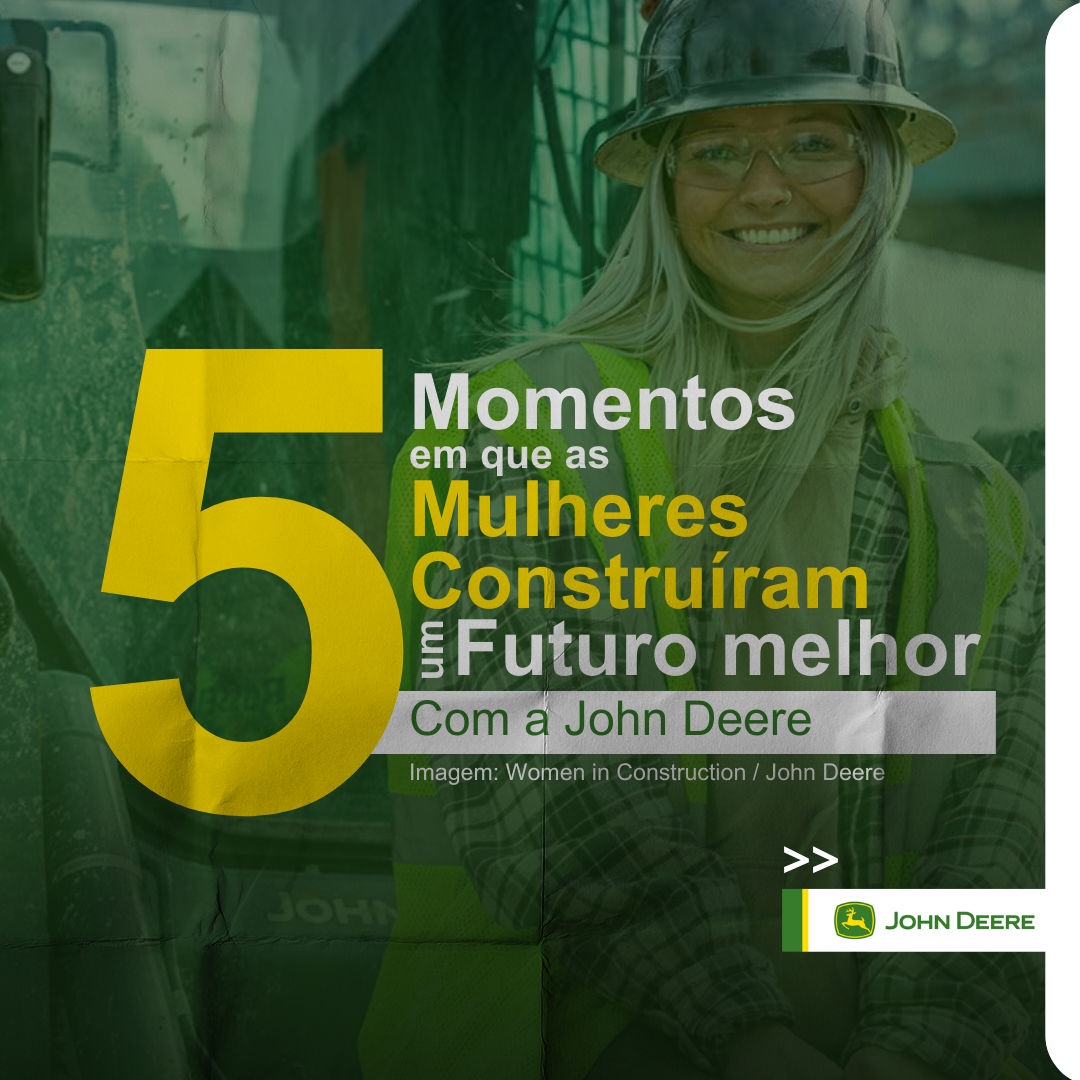 5
Momentos
em que as
Mulheres
Construíram
um Futuro melhor
Com a John Deere
Imagem: Women in Construction / John Deere
>>
JOHN DEERE